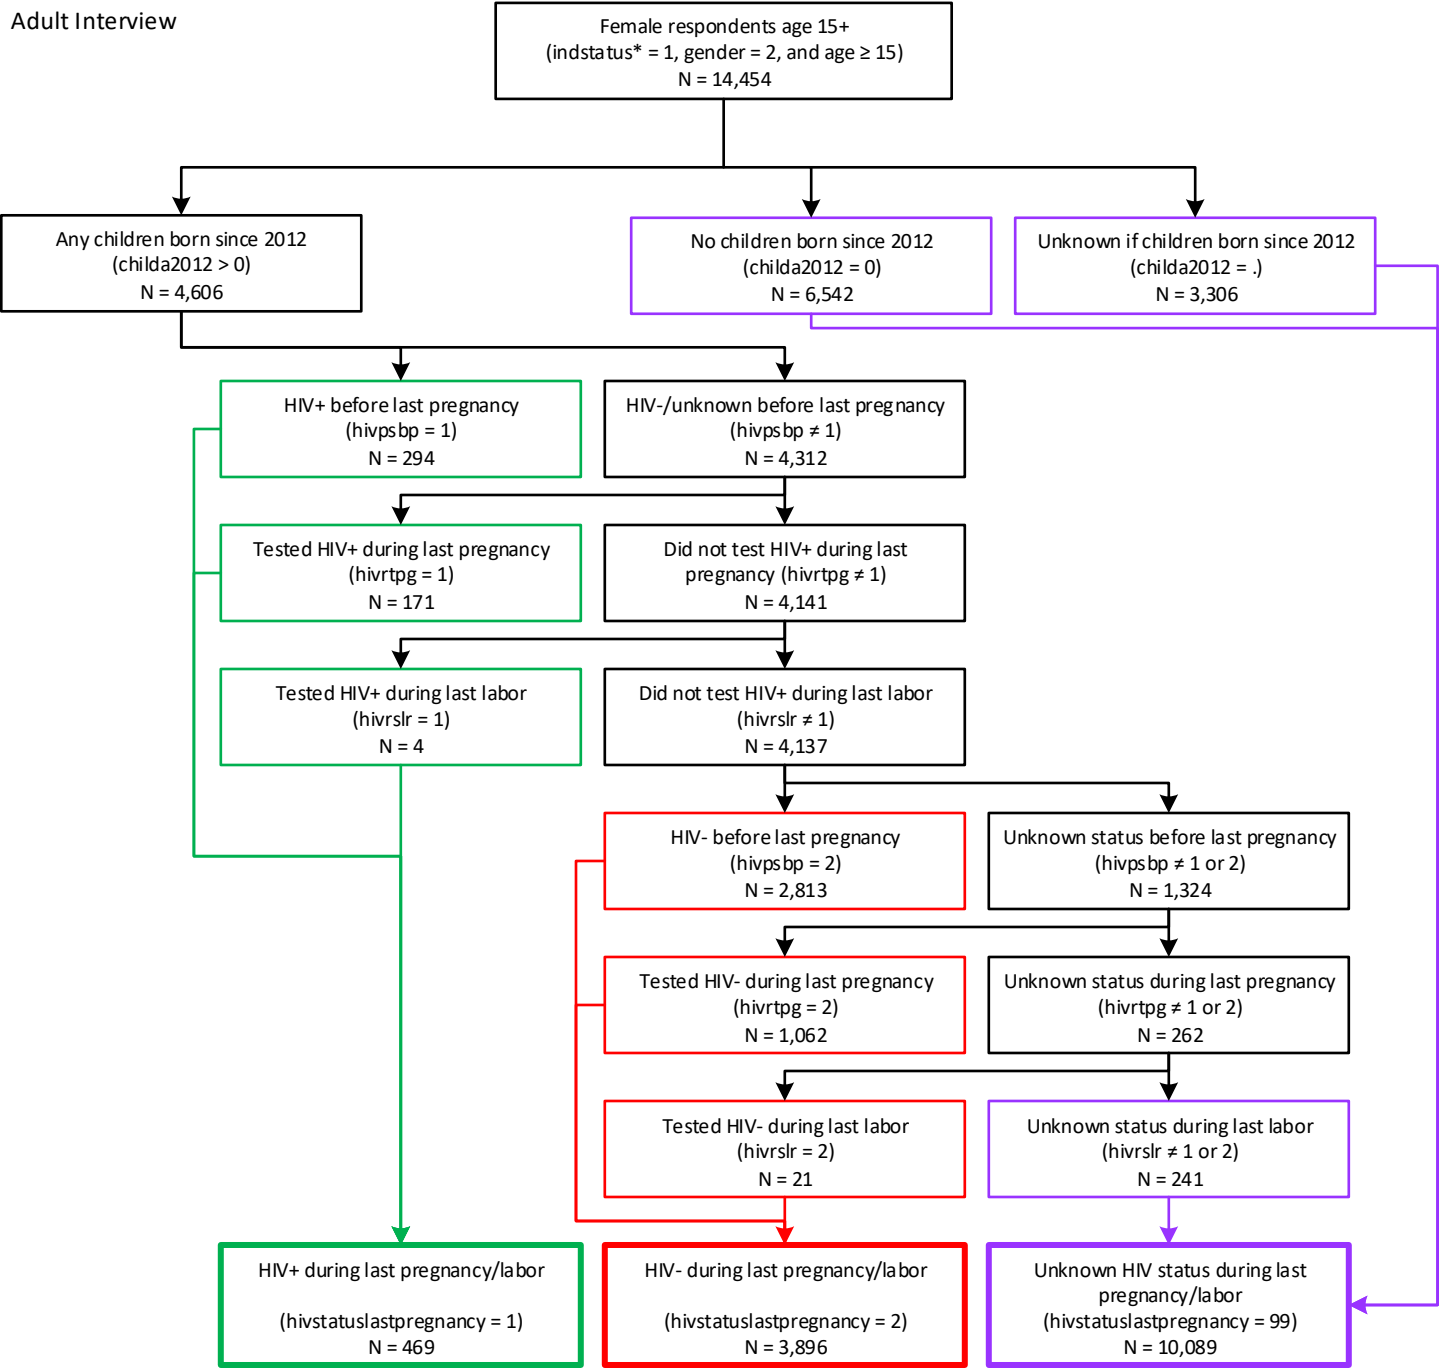 Adult Interview
Female respondents age 15+
(indstatus* = 1, gender = 2, and age ≥ 15)
N = 14,454
Any children born since 2012
(childa2012 > 0)
N = 4,606
No children born since 2012
(childa2012 = 0)
N = 6,542
Unknown if children born since 2012
(childa2012 = .)
N = 3,306
HIV+ before last pregnancy
(hivpsbp = 1)
N = 294
HIV-/unknown before last pregnancy
(hivpsbp ≠ 1)
N = 4,312
Tested HIV+ during last pregnancy
(hivrtpg = 1)
N = 171
Did not test HIV+ during last
pregnancy (hivrtpg ≠ 1)
N = 4,141
Tested HIV+ during last labor
(hivrslr = 1)
N = 4
Did not test HIV+ during last labor
(hivrslr ≠ 1)
N = 4,137
HIV- before last pregnancy
(hivpsbp = 2)
N = 2,813
Unknown status before last pregnancy
(hivpsbp ≠ 1 or 2)
N = 1,324
Tested HIV- during last pregnancy
(hivrtpg = 2)
N = 1,062
Unknown status during last pregnancy
(hivrtpg ≠ 1 or 2)
N = 262
Tested HIV- during last labor
(hivrslr = 2)
N = 21
Unknown status during last labor
(hivrslr ≠ 1 or 2)
N = 241
HIV+ during last pregnancy/labor
(hivstatuslastpregnancy = 1)
N = 469
HIV- during last pregnancy/labor
(hivstatuslastpregnancy = 2)
N = 3,896
Unknown HIV status during last
pregnancy/labor
(hivstatuslastpregnancy = 99)
N = 10,089